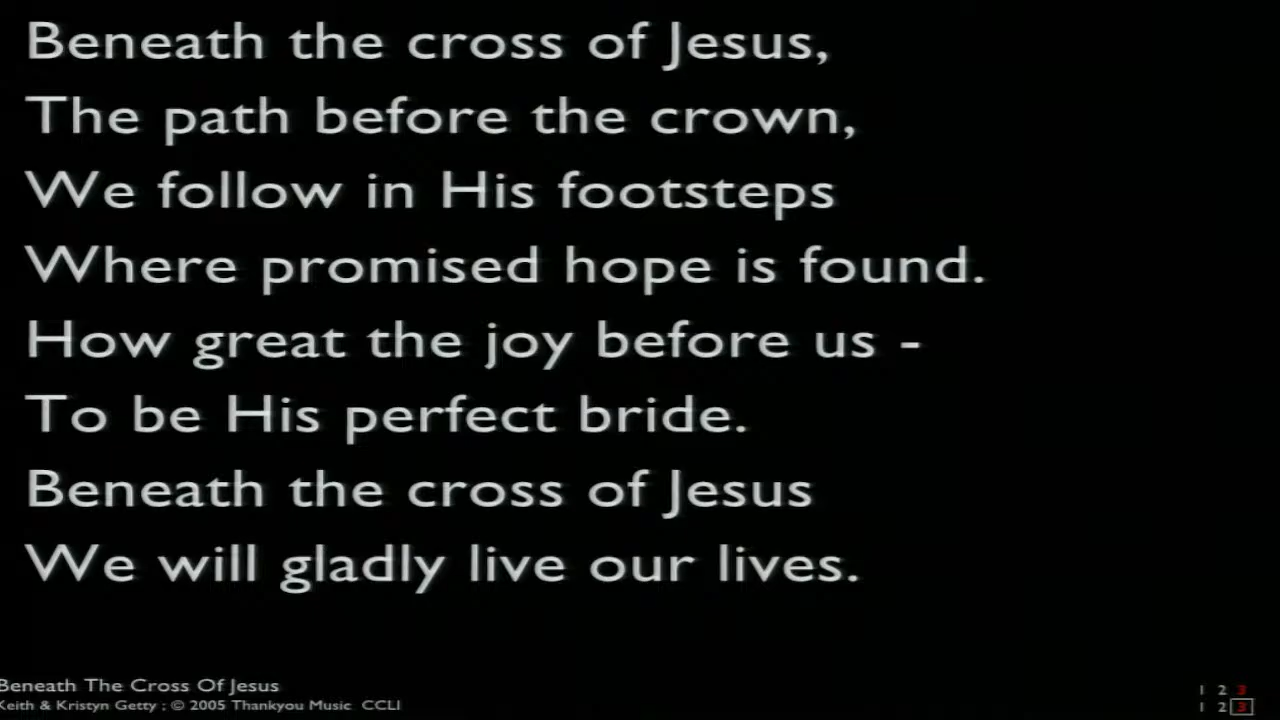 Beneath the cross of Jesus,
The path before the crown,
We follow in His footsteps
Where promised hope is found.
How great the joy before us -
To be His perfect bride.
Beneath the cross of Jesus
We will gladly live our lives.
Beneath The Cross Of Jesus
Keith & Kristyn Getty ; © 2005 Thankyou Music CCLI
1 2 3
1 2 3